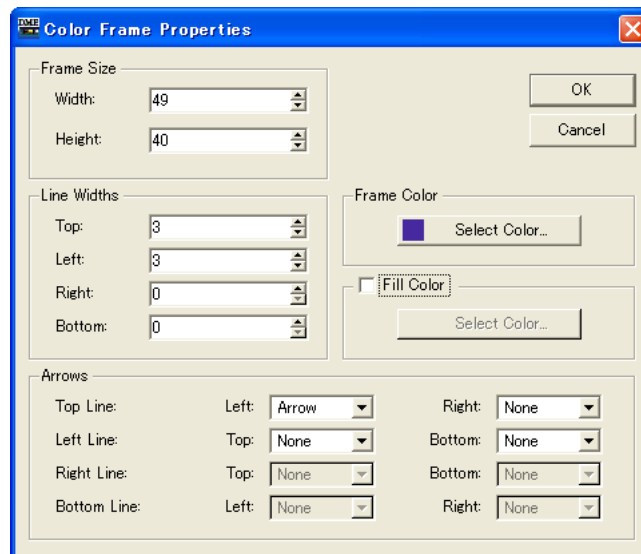 DME
Color Frame Properties
Frame Size
Width: 49
Height: 40
OK
Cancel
Line Widths
Top: 3
Left: 3
Right: 0
Bottom: 0
Frame Color
Select Color...
Fill Color
Select Color...
Arrows
Top Line: Left: Arrow Right: None
Left Line: Top: None Bottom: None
Right Line: Top: None Bottom: None
Bottom Line: Left: None Right: None